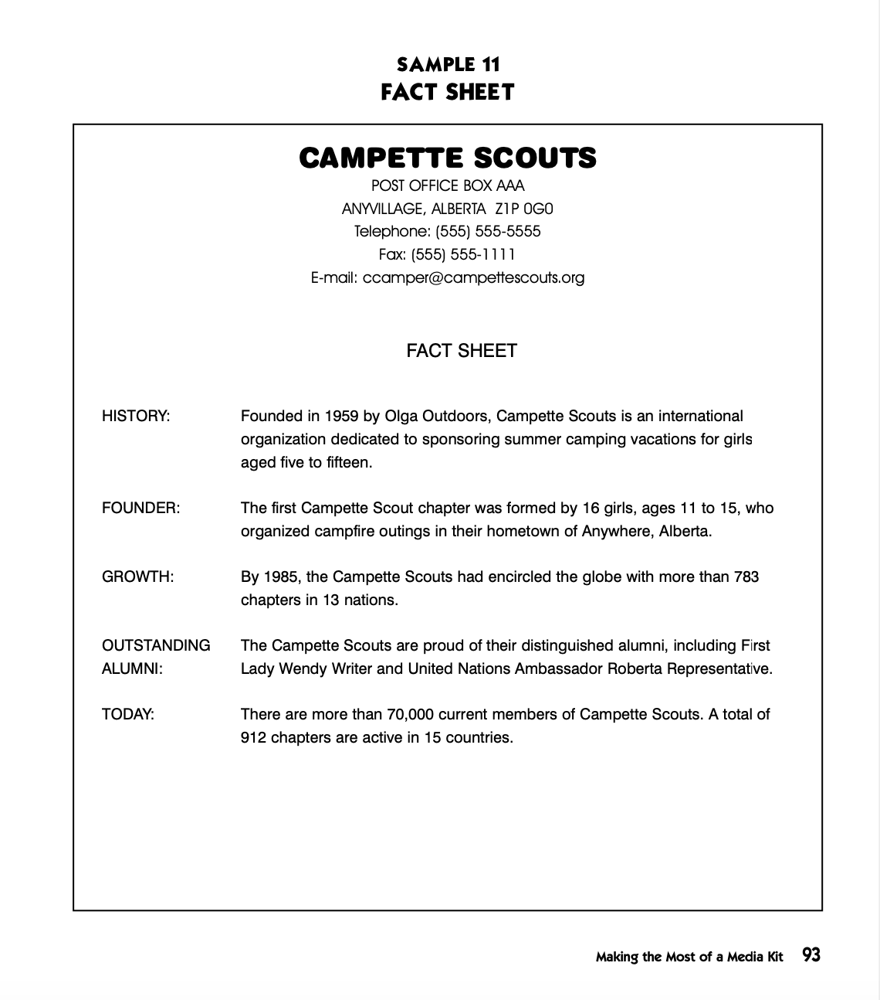 SAMPLE 11
FACT SHEET
CAMPETTE SCOUTS
POST OFFICE BOX AAA
ANYVILLAGE, ALBERTA  Z1P 0G0
Telephone: (555) 555-5555
Fax: (555) 555-1111
E-mail: ccamper@campettescouts.org
FACT SHEET
HISTORY: Founded in 1959 by Olga Outdoors, Campette Scouts is an international
organization dedicated to sponsoring summer camping vacations for girls
aged five to fifteen.
FOUNDER: The first Campette Scout chapter was formed by 16 girls, ages 11 to 15, who
organized campfire outings in their hometown of Anywhere, Alberta.
GROWTH: By 1985, the Campette Scouts had encircled the globe with more than 783
chapters in 13 nations.
OUTSTANDING The Campette Scouts are proud of their distinguished alumni, including First
ALUMNI: Lady Wendy Writer and United Nations Ambassador Roberta Representative.
TODAY: There are more than 70,000 current members of Campette Scouts. A total of
912 chapters are active in 15 countries.
Making the Most of a Media Kit 93